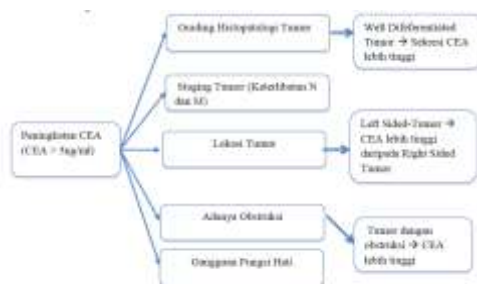 Peningkatan CEA
(CEA > 5ng/ml)
Grading Histopatologi Tumor
Staging Tumor (Keterlibatan N
dan M)
Lokasi Tumor
Adanya Obstruksi
Gangguan Fungsi Hati
Well Differentiated
Tumor → Sekresi CEA
lebih tinggi
Left Sided-Tumor →
CEA lebih tinggi
daripada Right Sided
Tumor
Tumor dengan
obstruksi → CEA
lebih tinggi